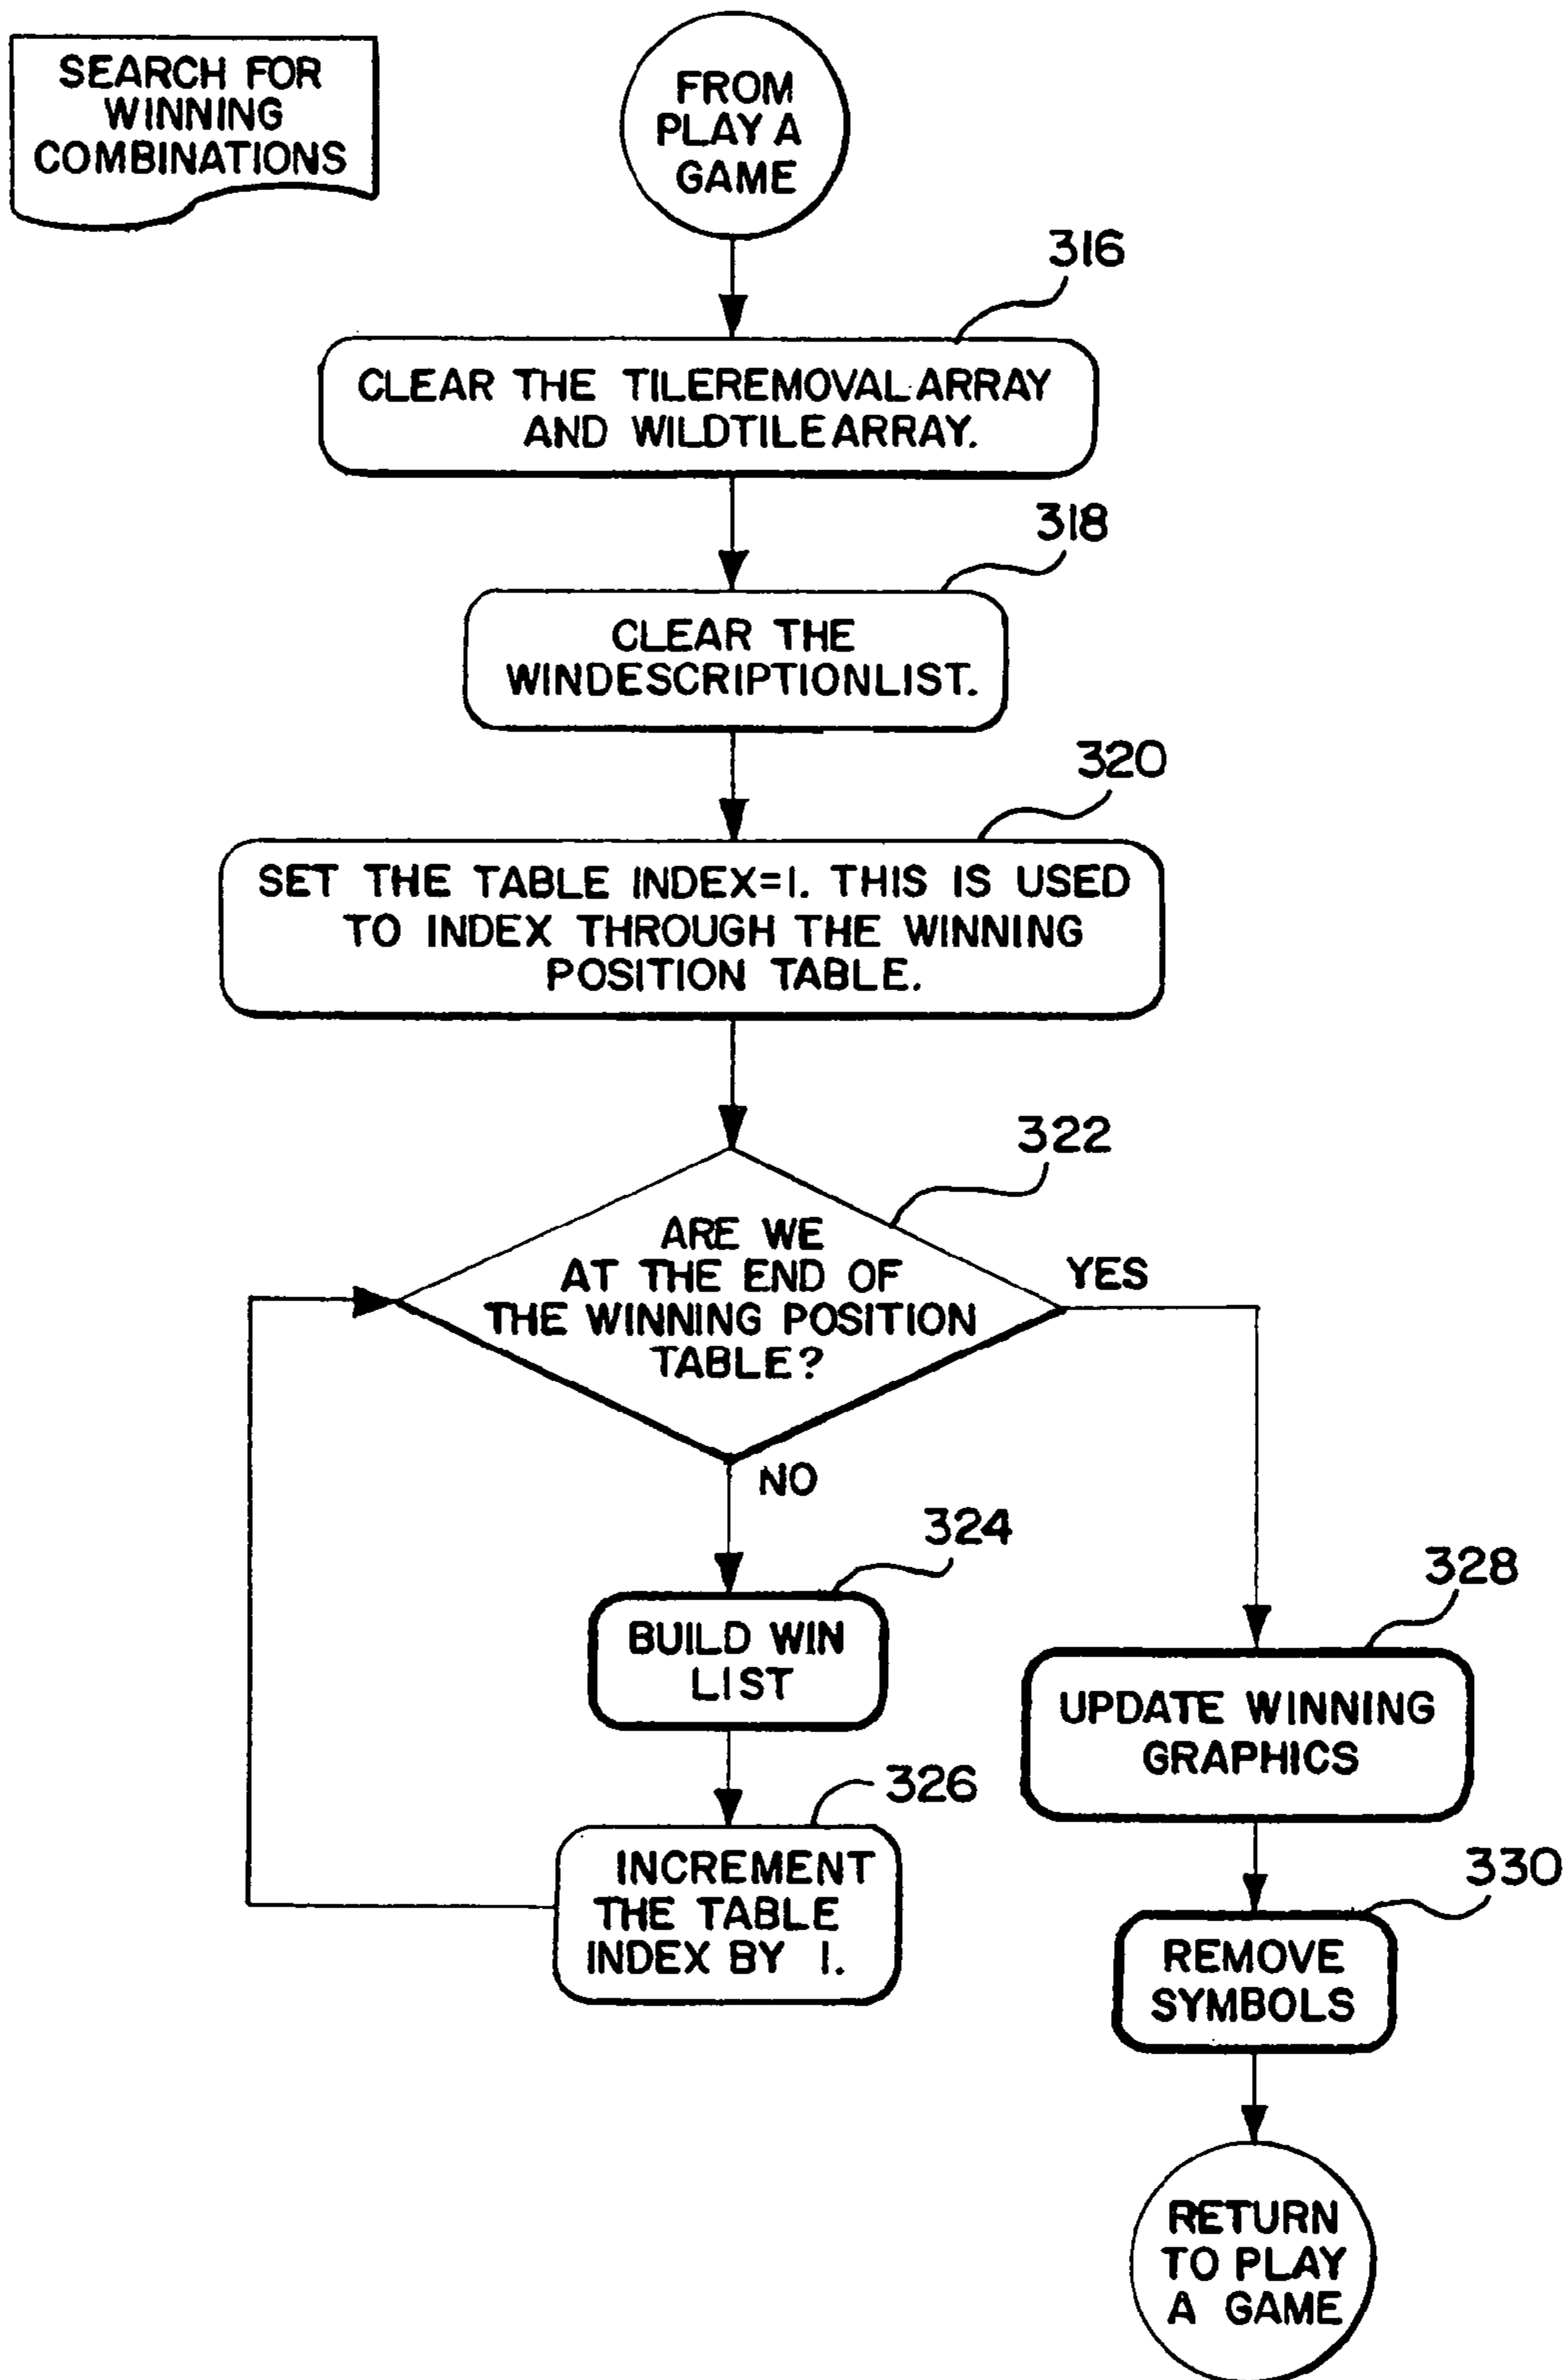 SEARCH FOR
WINNING
COMBINATIONS
FROM
PLAY A
GAME
316
CLEAR THE TILEREMOVALARRAY
AND WILDTILEARRAY.
318
CLEAR THE
WINDESCRIPTIONLIST.
320
SET THE TABLE INDEX=1. THIS IS USED
TO INDEX THROUGH THE WINNING
POSITION TABLE.
322
ARE WE
AT THE END OF
THE WINNING POSITION
TABLE?
YES
NO
324
BUILD WIN
LIST
326
INCREMENT
THE TABLE
INDEX BY 1.
328
UPDATE WINNING
GRAPHICS
330
REMOVE
SYMBOLS
RETURN
TO PLAY
A GAME